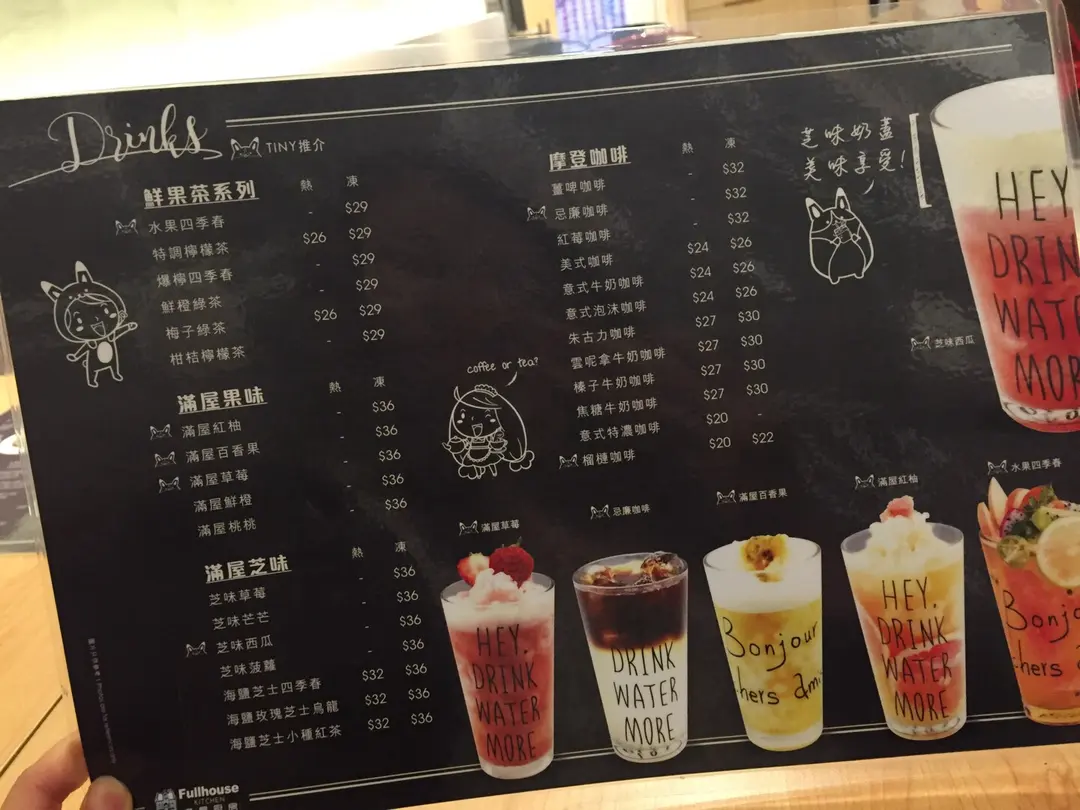 Drinks
TINY推介
鮮果茶系列 熱 凍
水果四季春 - $29
特調檸檬茶 $26 $29
爆檸四季春 - $29
鮮橙綠茶 - $29
梅子綠茶 $26 $29
柑桔檸檬茶 - $29
滿屋果味 熱 凍
滿屋紅柚 - $36
滿屋百香果 - $36
滿屋草莓 - $36
滿屋鮮橙 - $36
滿屋桃桃 - $36
滿屋芝味 熱 凍
芝味草莓 - $36
芝味芒芒 - $36
芝味西瓜 - $36
芝味菠蘿 - $36
海鹽芝士四季春 $32 $36
海鹽玫瑰芝士烏龍 $32 $36
海鹽芝士小種紅茶 $32 $36
Fullhouse
KITCHEN
摩登咖啡 熱 凍
薑啤咖啡 - $32
忌廉咖啡 - $32
紅莓咖啡 - $32
美式咖啡 $24 $26
意式牛奶咖啡 $24 $26
意式泡沫咖啡 $24 $26
朱古力咖啡 $27 $30
雲呢拿牛奶咖啡 $27 $30
榛子牛奶咖啡 $27 $30
焦糖牛奶咖啡 $27 $30
意式特濃咖啡 $20 -
榴槤咖啡 $20 $22
coffee or tea?
芝味奶蓋
美味享受!
HEY
DRIN
WATE
MOR
芝味西瓜
滿屋草莓
HEY,
DRINK
WATER
MORE
忌廉咖啡
DRINK
WATER
MORE
滿屋百香果
Bonjour
hers ami
滿屋紅柚
HEY,
DRINK
WATER
MORE
水果四季春
Bonjo
hers a